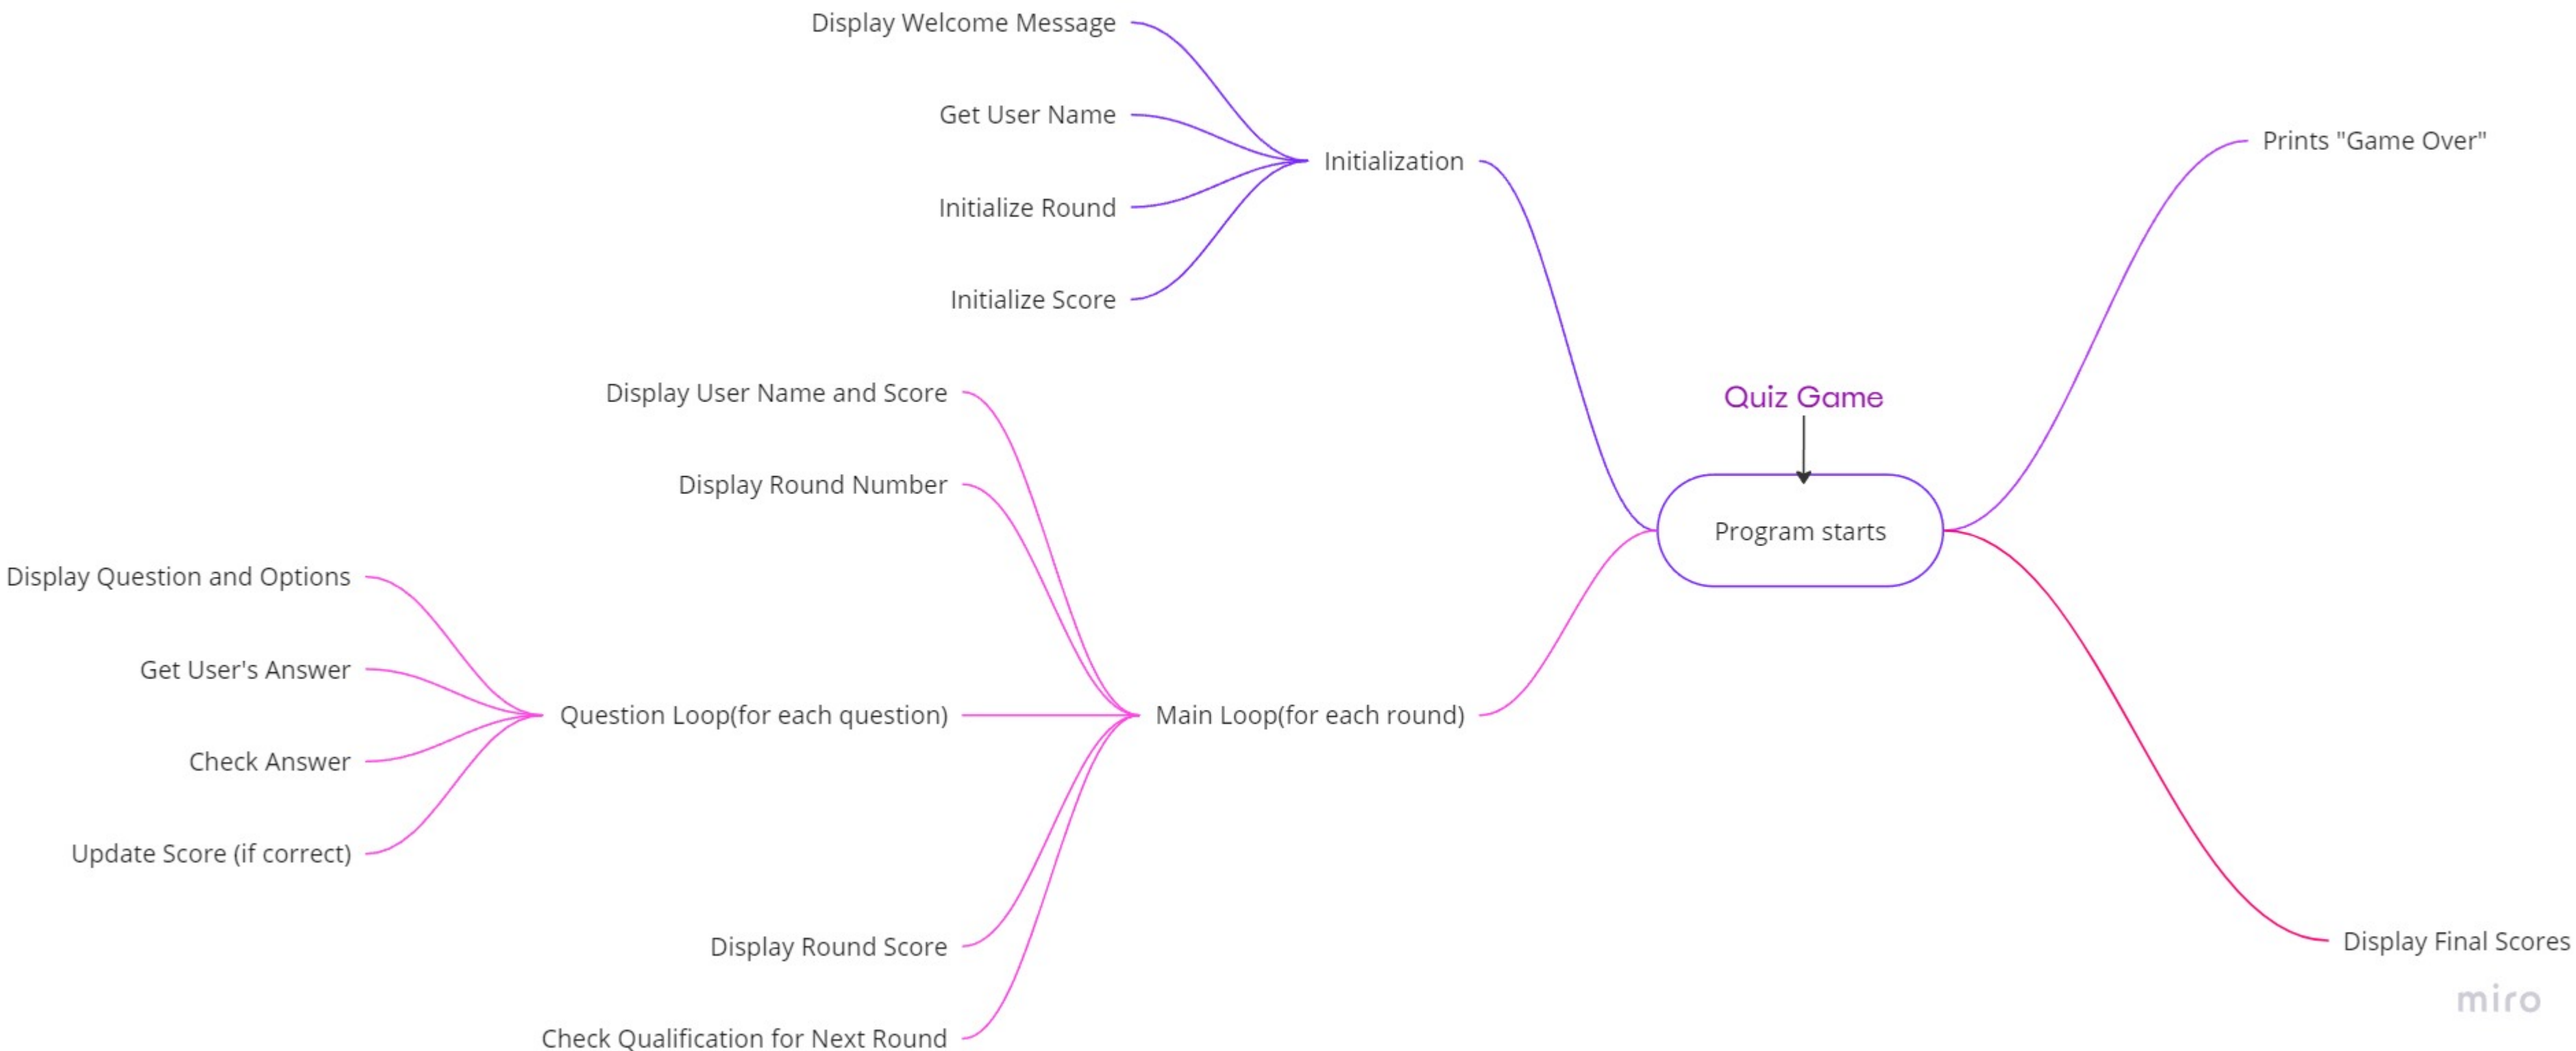 Display Welcome Message
Get User Name
Initialize Round
Initialize Score
Initialization
Display User Name and Score
Display Round Number
Display Question and Options
Get User's Answer
Check Answer
Update Score (if correct)
Question Loop(for each question)
Display Round Score
Check Qualification for Next Round
Main Loop(for each round)
Quiz Game
Program starts
Prints "Game Over"
Display Final Scores
miro